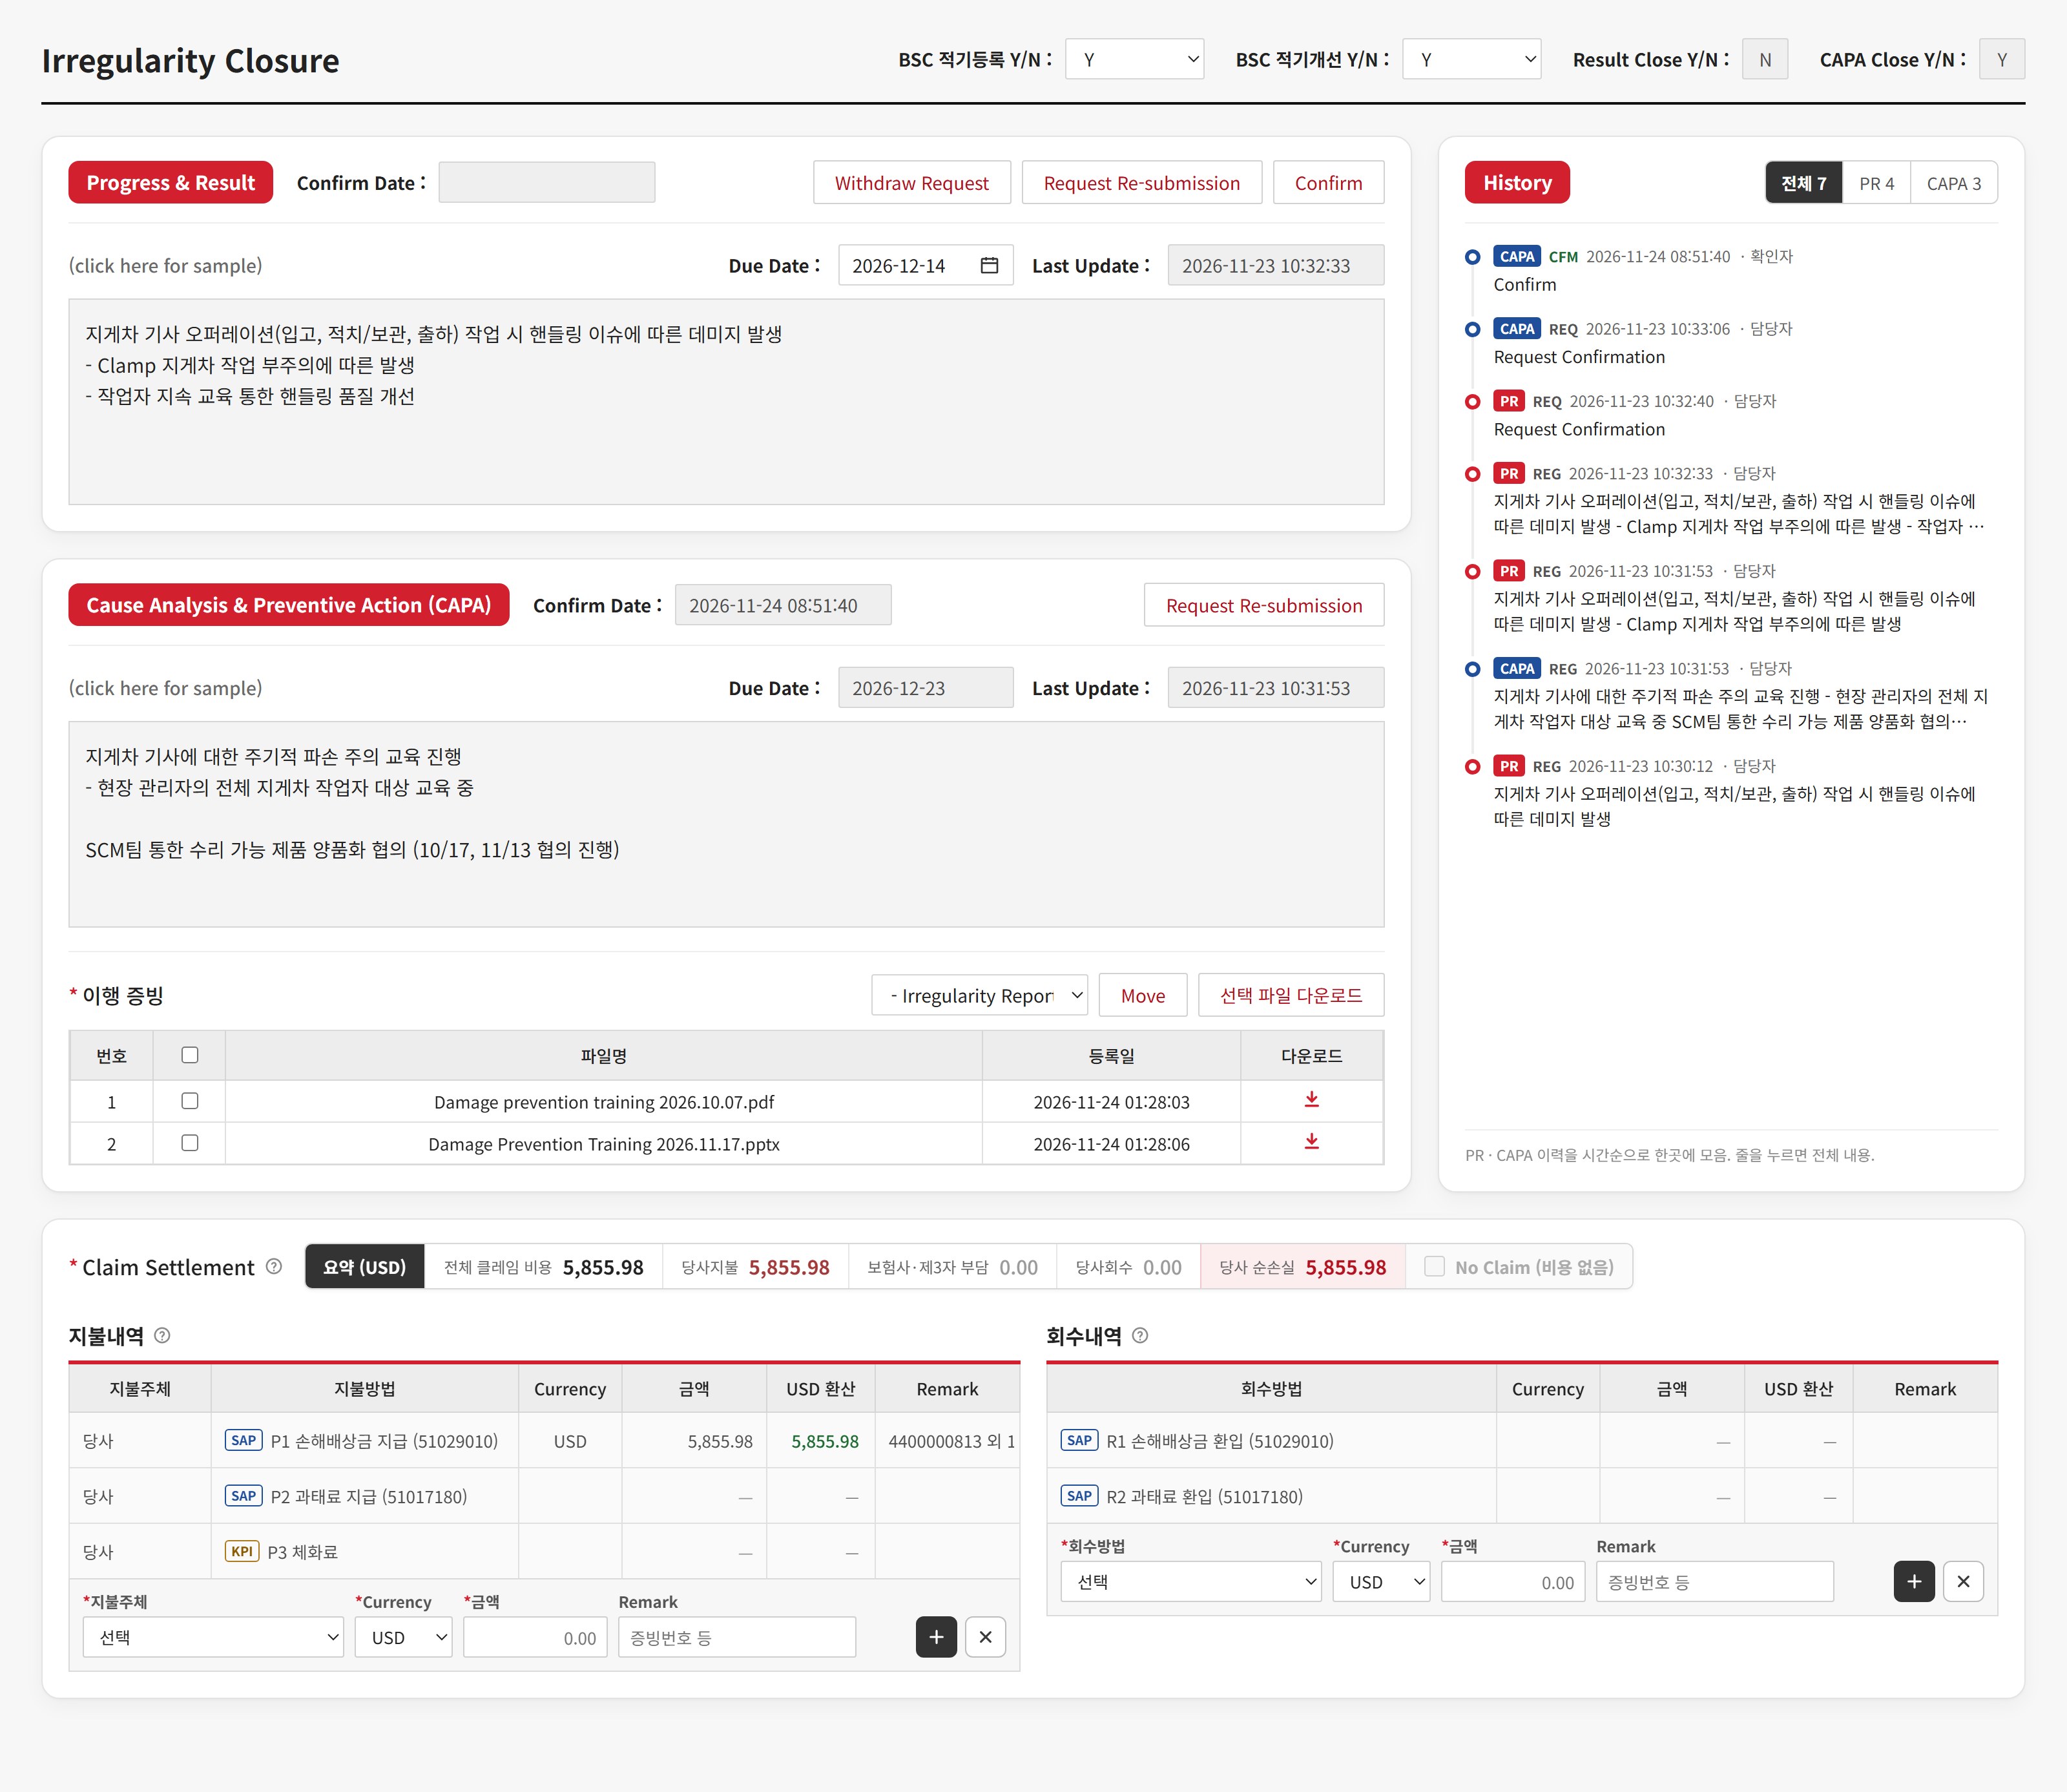 Irregularity Closure
BSC 적기등록 Y/N : Y BSC 적기개선 Y/N : Y Result Close Y/N : N CAPA Close Y/N : Y
Progress & Result Confirm Date : Withdraw Request Request Re-submission Confirm
(click here for sample) Due Date : 2026-12-14 Last Update : 2026-11-23 10:32:33
지게차 기사 오퍼레이션(입고, 적치/보관, 출하) 작업 시 핸들링 이슈에 따른 데미지 발생
- Clamp 지게차 작업 부주의에 따른 발생
- 작업자 지속 교육 통한 핸들링 품질 개선
Cause Analysis & Preventive Action (CAPA) Confirm Date : 2026-11-24 08:51:40 Request Re-submission
(click here for sample) Due Date : 2026-12-23 Last Update : 2026-11-23 10:31:53
지게차 기사에 대한 주기적 파손 주의 교육 진행
- 현장 관리자의 전체 지게차 작업자 대상 교육 중
SCM팀 통한 수리 가능 제품 양품화 협의 (10/17, 11/13 협의 진행)
* 이행 증빙 - Irregularity Repor Move 선택 파일 다운로드
번호 파일명 등록일 다운로드
1 Damage prevention training 2026.10.07.pdf 2026-11-24 01:28:03
2 Damage Prevention Training 2026.11.17.pptx 2026-11-24 01:28:06
History 전체 7 PR 4 CAPA 3
CAPA CFM 2026-11-24 08:51:40 · 확인자
Confirm
CAPA REQ 2026-11-23 10:33:06 · 담당자
Request Confirmation
PR REQ 2026-11-23 10:32:40 · 담당자
Request Confirmation
PR REG 2026-11-23 10:32:33 · 담당자
지게차 기사 오퍼레이션(입고, 적치/보관, 출하) 작업 시 핸들링 이슈에
따른 데미지 발생 - Clamp 지게차 작업 부주의에 따른 발생 - 작업자 …
PR REG 2026-11-23 10:31:53 · 담당자
지게차 기사 오퍼레이션(입고, 적치/보관, 출하) 작업 시 핸들링 이슈에
따른 데미지 발생 - Clamp 지게차 작업 부주의에 따른 발생
CAPA REG 2026-11-23 10:31:53 · 담당자
지게차 기사에 대한 주기적 파손 주의 교육 진행 - 현장 관리자의 전체 지
게차 작업자 대상 교육 중 SCM팀 통한 수리 가능 제품 양품화 협의…
PR REG 2026-11-23 10:30:12 · 담당자
지게차 기사 오퍼레이션(입고, 적치/보관, 출하) 작업 시 핸들링 이슈에
따른 데미지 발생
PR · CAPA 이력을 시간순으로 한곳에 모음. 줄을 누르면 전체 내용.
* Claim Settlement ? 요약 (USD) 전체 클레임 비용 5,855.98 당사지불 5,855.98 보험사·제3자 부담 0.00 당사회수 0.00 당사 순손실 5,855.98 No Claim (비용 없음)
지불내역 ?
지불주체 지불방법 Currency 금액 USD 환산 Remark
당사 SAP P1 손해배상금 지급 (51029010) USD 5,855.98 5,855.98 4400000813 외 1
당사 SAP P2 과태료 지급 (51017180) — —
당사 KPI P3 체화료 — —
*지불주체 *Currency *금액 Remark
선택 USD 0.00 증빙번호 등 + ×
회수내역 ?
회수방법 Currency 금액 USD 환산 Remark
SAP R1 손해배상금 환입 (51029010) — —
SAP R2 과태료 환입 (51017180) — —
*회수방법 *Currency *금액 Remark
선택 USD 0.00 증빙번호 등 + ×